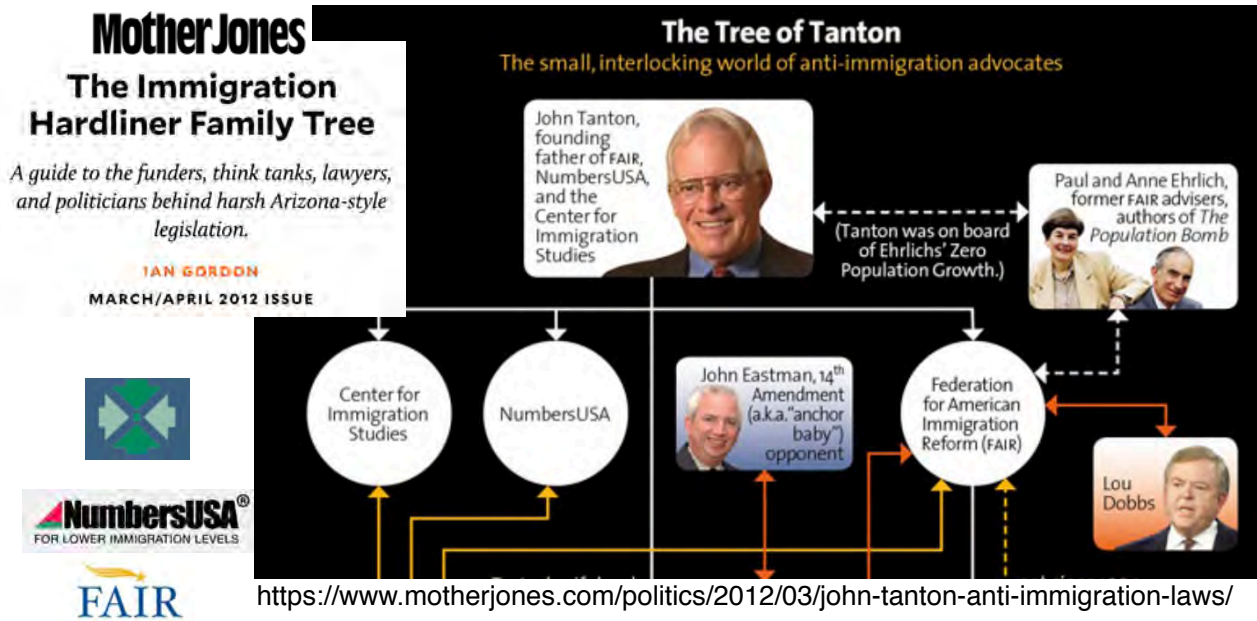 Mother Jones
The Immigration
Hardliner Family Tree
A guide to the funders, think tanks, lawyers,
and politicians behind harsh Arizona-style
legislation.
IAN GORDON
MARCH/APRIL 2012 ISSUE
The Tree of Tanton
The small, interlocking world of anti-immigration advocates
John Tanton,
founding
father of FAIR,
NumbersUSA,
and the
Center for
Immigration
Studies
(Tanton was on board
of Ehrlichs' Zero
Population Growth.)
Paul and Anne Ehrlich,
former FAIR advisers,
authors of The
Population Bomb
Center for
Immigration
Studies
NumbersUSA
John Eastman, 14th
Amendment
(a.k.a. "anchor
baby")
opponent
Federation
for American
Immigration
Reform (FAIR)
Lou
Dobbs
NumbersUSA®
FOR LOWER IMMIGRATION LEVELS
FAIR
https://www.motherjones.com/politics/2012/03/john-tanton-anti-immigration-laws/